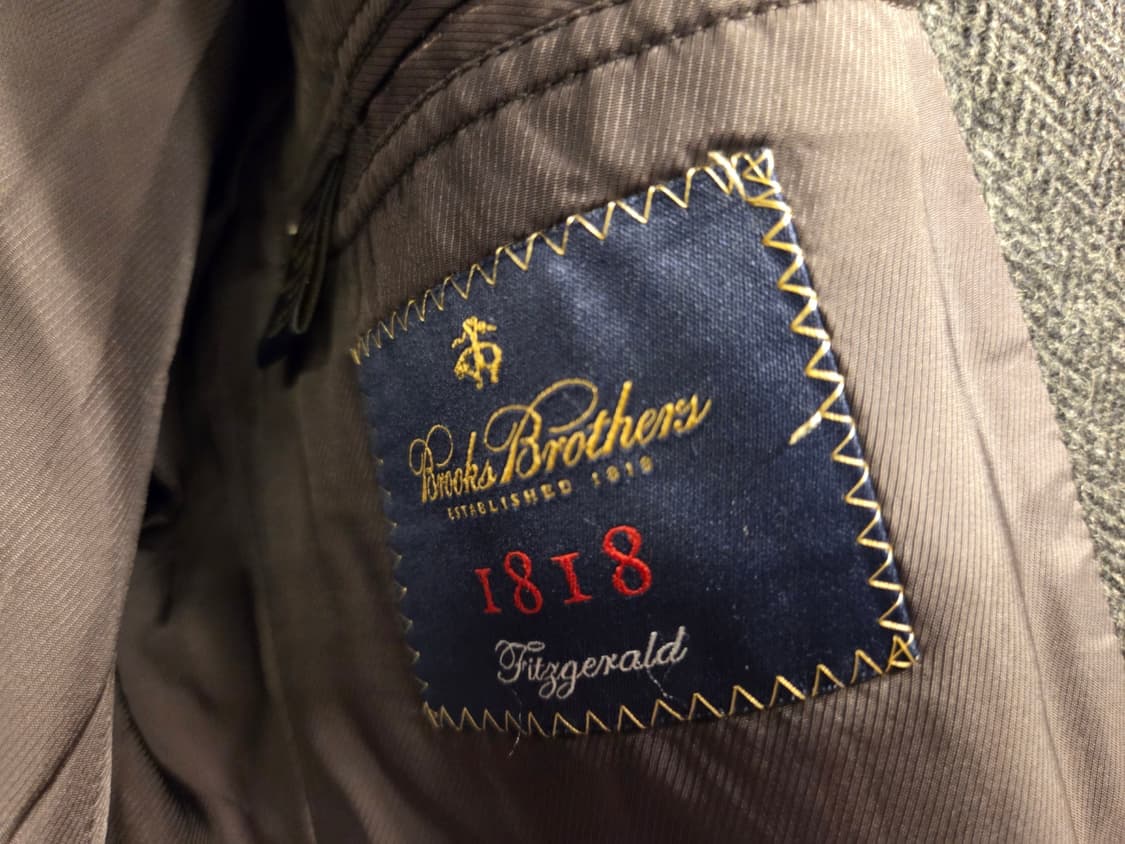 Brooks Brothers
ESTABLISHED 1818
1818
Fitzgerald